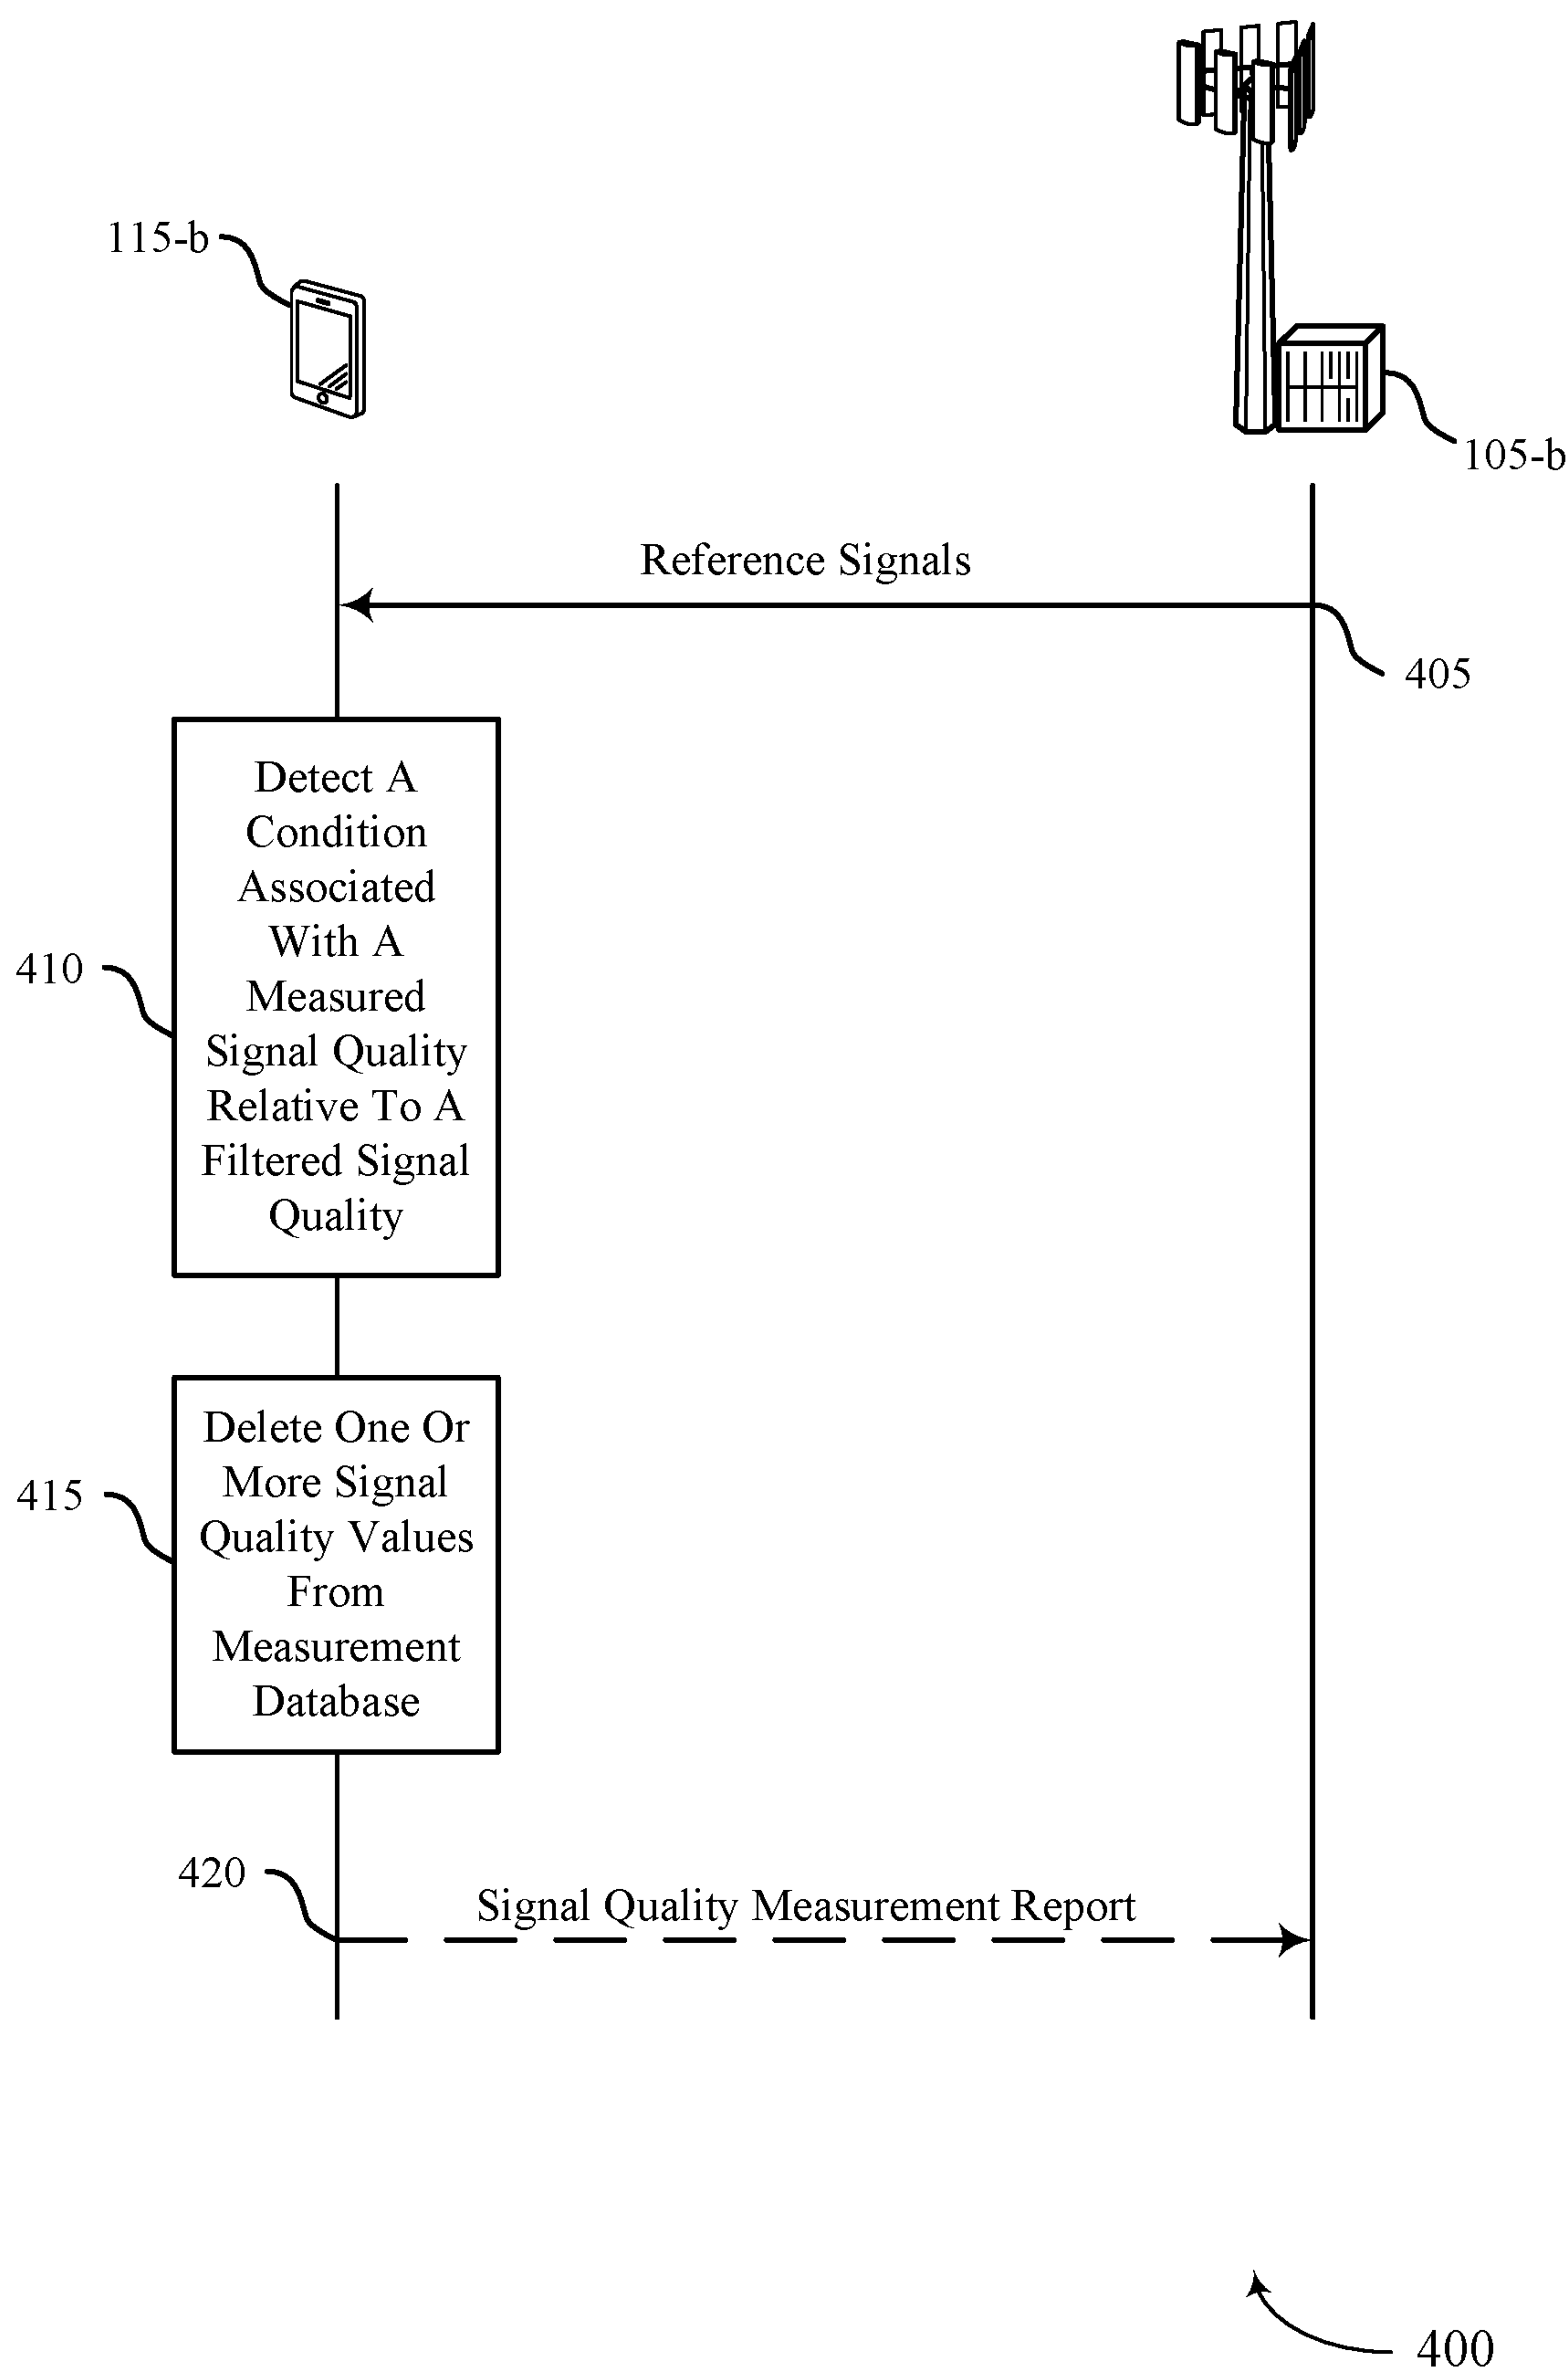 115-b
105-b
Reference Signals
405
Detect A
Condition
Associated
With A
Measured
Signal Quality
Relative To A
Filtered Signal
Quality
410
Delete One Or
More Signal
Quality Values
From
Measurement
Database
415
420
Signal Quality Measurement Report
400